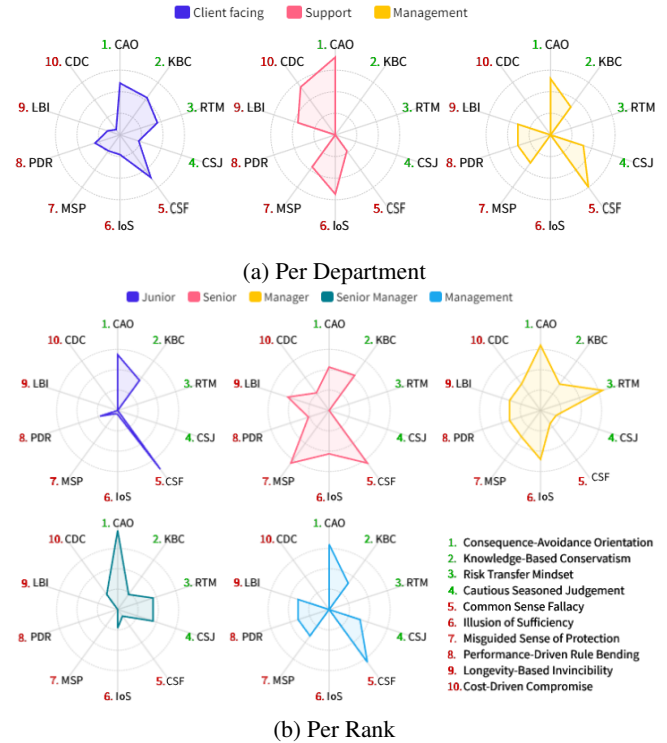 Client facing Support Management
1. CAO 1. CAO 1. CAO
10. CDC 2. KBC 10. CDC 2. KBC 10. CDC 2. KBC
9. LBI 3. RTM 9. LBI 3. RTM 9. LBI 3. RTM
8. PDR 4. CSJ 8. PDR 4. CSJ 8. PDR 4. CSJ
7. MSP 5. CSF 7. MSP 5. CSF 7. MSP 5. CSF
6. IoS 6. IoS 6. IoS
(a) Per Department
Junior Senior Manager Senior Manager Management
1. CAO 1. CAO 1. CAO
10. CDC 2. KBC 10. CDC 2. KBC 10. CDC 2. KBC
9. LBI 3. RTM 9. LBI 3. RTM 9. LBI 3. RTM
8. PDR 4. CSJ 8. PDR 4. CSJ 8. PDR 4. CSJ
7. MSP 5. CSF 7. MSP 5. CSF 7. MSP 5. CSF
6. IoS 6. IoS 6. IoS
1. CAO 1. CAO
10. CDC 2. KBC 10. CDC 2. KBC
9. LBI 3. RTM 9. LBI 3. RTM
8. PDR 4. CSJ 8. PDR 4. CSJ
7. MSP 5. CSF 7. MSP 5. CSF
6. IoS 6. IoS
1. Consequence-Avoidance Orientation
2. Knowledge-Based Conservatism
3. Risk Transfer Mindset
4. Cautious Seasoned Judgement
5. Common Sense Fallacy
6. Illusion of Sufficiency
7. Misguided Sense of Protection
8. Performance-Driven Rule Bending
9. Longevity-Based Invincibility
10. Cost-Driven Compromise
(b) Per Rank